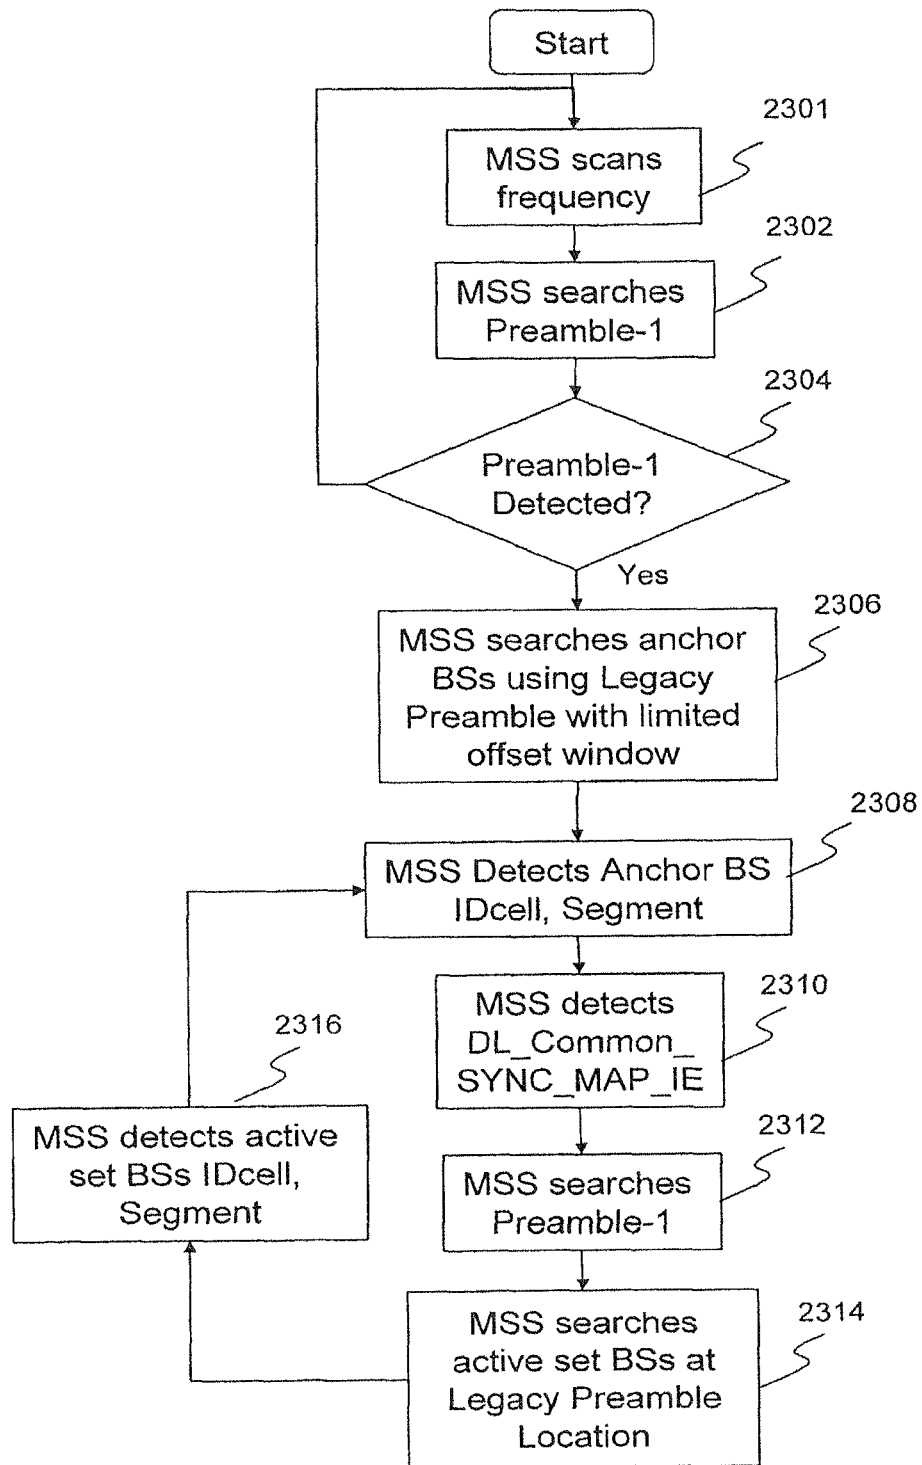 Start
2301
MSS scans
frequency
2302
MSS searches
Preamble-1
2304
Preamble-1
Detected?
Yes
2306
MSS searches anchor
BSs using Legacy
Preamble with limited
offset window
2308
MSS Detects Anchor BS
IDcell, Segment
2310
MSS detects
DL_Common_
SYNC_MAP_IE
2316
MSS detects active
set BSs IDcell,
Segment
2312
MSS searches
Preamble-1
2314
MSS searches
active set BSs at
Legacy Preamble
Location